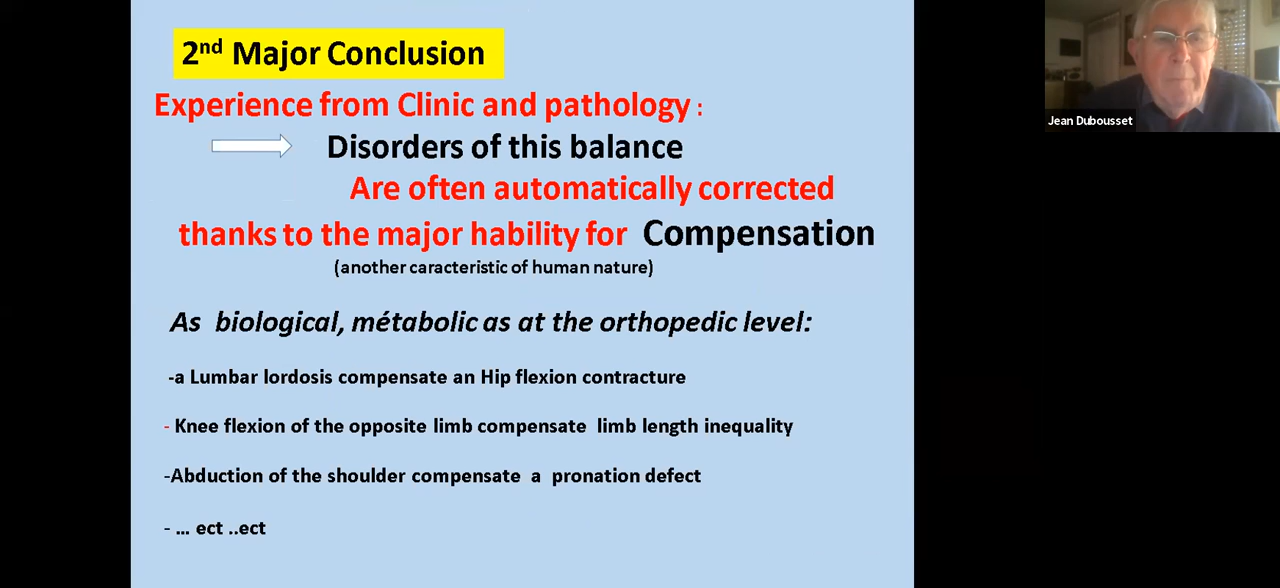 2nd Major Conclusion
Experience from Clinic and pathology :
Disorders of this balance
Are often automatically corrected
thanks to the major hability for Compensation
(another caracteristic of human nature)
As biological, métabolic as at the orthopedic level:
-a Lumbar lordosis compensate an Hip flexion contracture
- Knee flexion of the opposite limb compensate limb length inequality
-Abduction of the shoulder compensate a pronation defect
- ... ect ..ect
Jean Dubousset